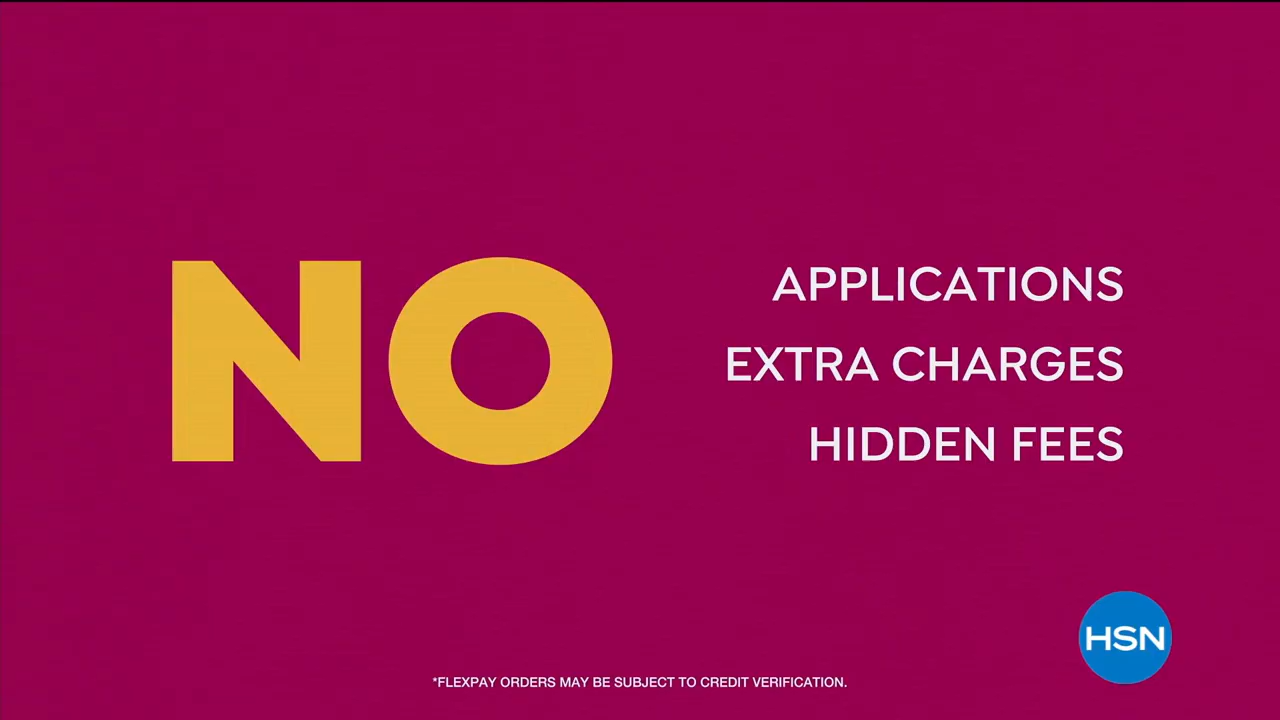 NO
APPLICATIONS
EXTRA CHARGES
HIDDEN FEES
HSN
*FLEXPAY ORDERS MAY BE SUBJECT TO CREDIT VERIFICATION.